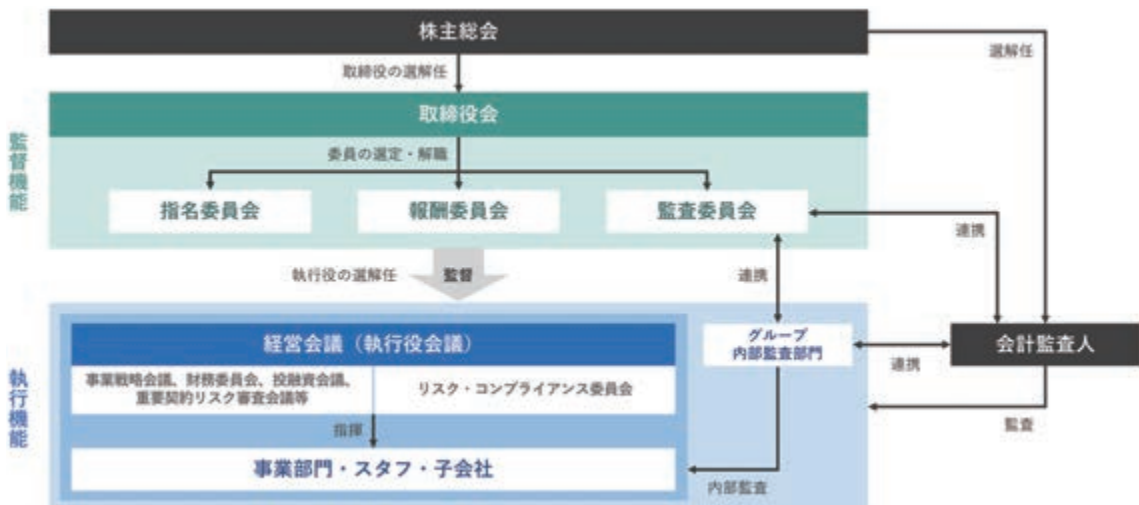 株主総会
取締役の選解任
選解任
監督機能
取締役会
委員の選定・解職
指名委員会
報酬委員会
監査委員会
連携
執行役の選解任
監督
連携
執行機能
経営会議（執行役会議）
事業戦略会議、財務委員会、投融資会議、
重要契約リスク審査会議等
リスク・コンプライアンス委員会
グループ
内部監査部門
連携
会計監査人
監査
指揮
事業部門・スタフ・子会社
内部監査